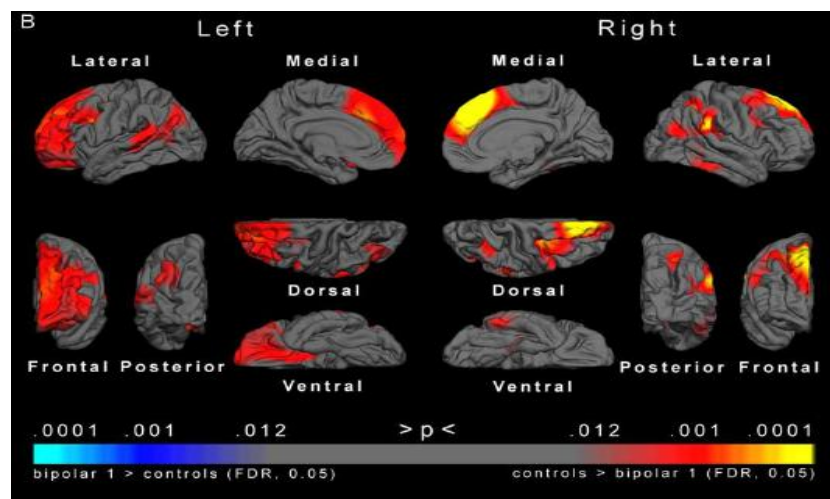 B
Left Right
Lateral Medial Medial Lateral
Dorsal Dorsal
Frontal Posterior Posterior Frontal
Ventral Ventral
.0001 .001 .012 >p< .012 .001 .0001
bipolar 1 > controls (FDR, 0.05) controls > bipolar 1 (FDR, 0.05)